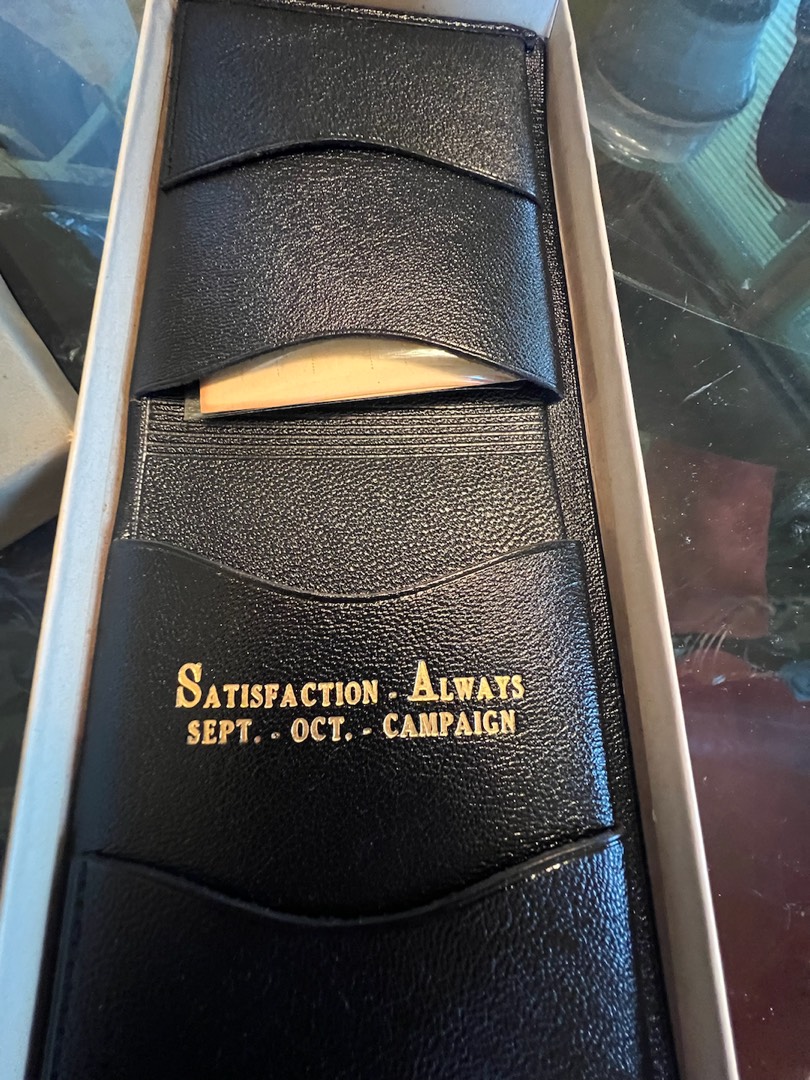 Satisfaction - Always
SEPT. - OCT. - CAMPAIGN